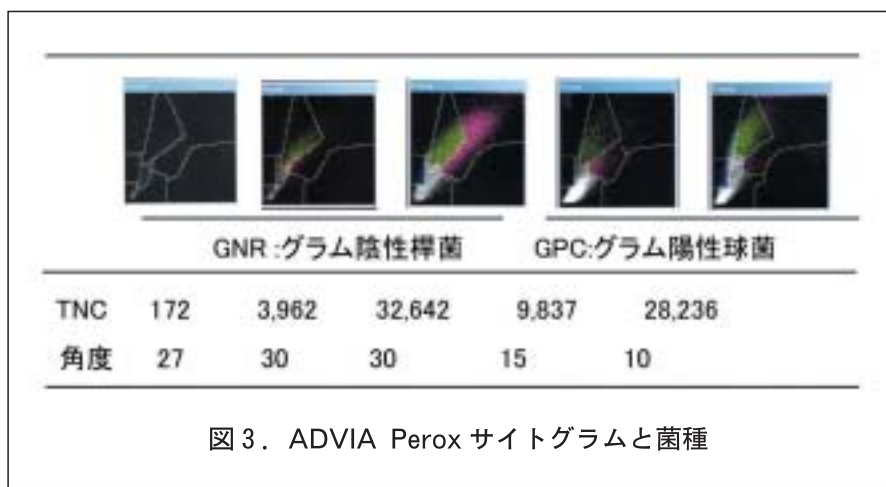 GNR :グラム陰性桿菌 GPC:グラム陽性球菌
TNC 172 3,962 32,642 9,837 28,236
角度 27 30 30 15 10
図3．ADVIA Perox サイトグラムと菌種